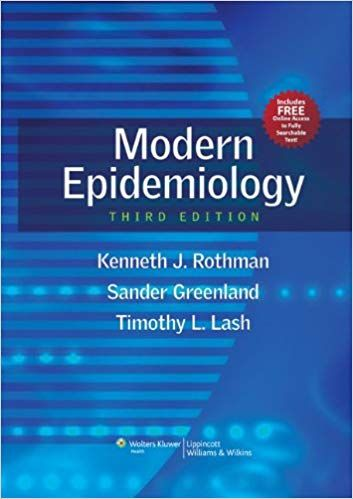 Includes
FREE
Online Access
to Fully
Searchable
Text!
Modern
Epidemiology
THIRD EDITION
Kenneth J. Rothman
Sander Greenland
Timothy L. Lash
Wolters Kluwer
Health
Lippincott
Williams & Wilkins